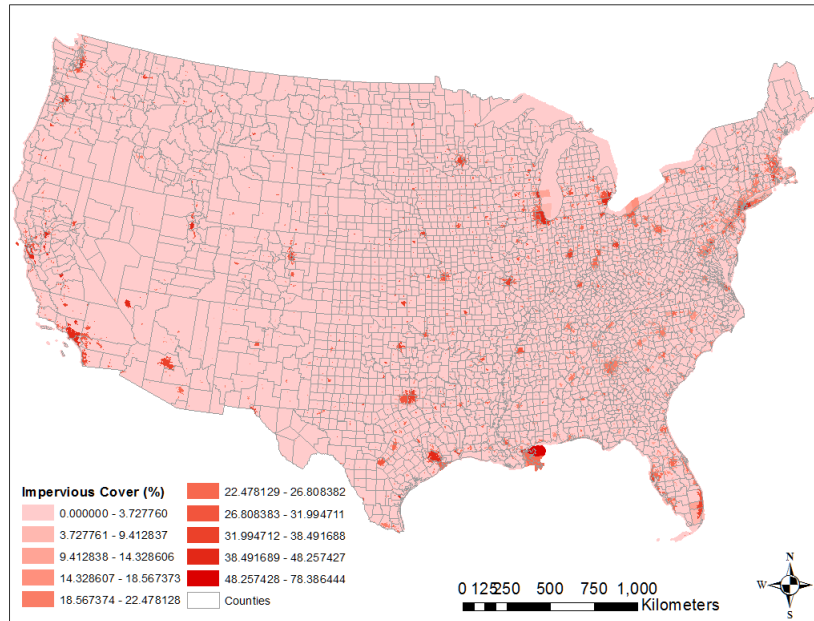 Impervious Cover (%)
0.000000 - 3.727760
3.727761 - 9.412837
9.412838 - 14.328606
14.328607 - 18.567373
18.567374 - 22.478128
22.478129 - 26.808382
26.808383 - 31.994711
31.994712 - 38.491688
38.491689 - 48.257427
48.257428 - 78.386444
Counties
0 125 250 500 750 1,000
Kilometers
N
W E
S